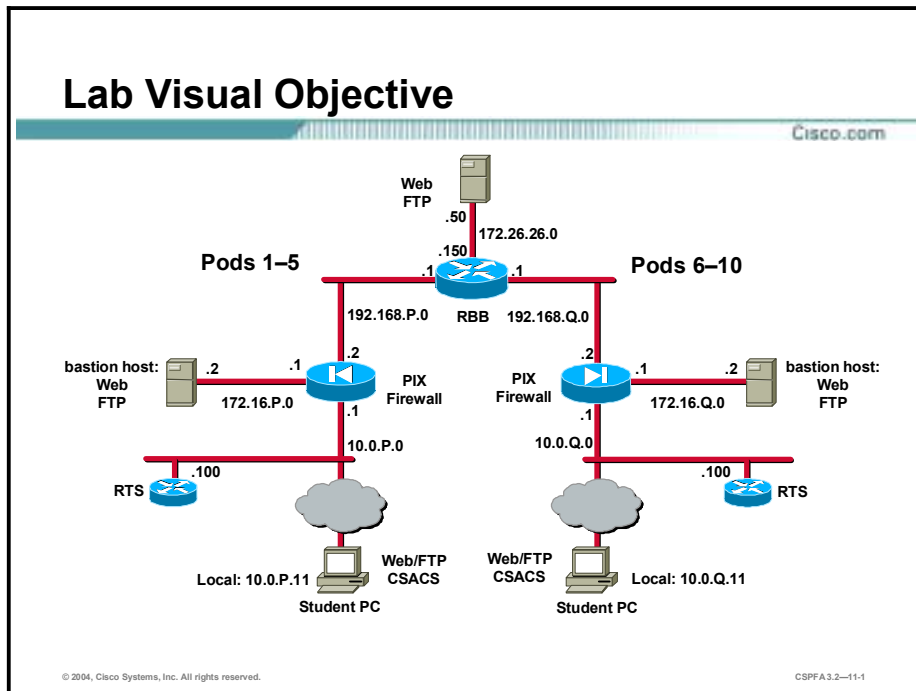 Lab Visual Objective
Cisco.com
Web
FTP
.50
172.26.26.0
.150
Pods 1–5
Pods 6–10
.1
.1
192.168.P.0
RBB
192.168.Q.0
bastion host:
Web
FTP
.2
.1
.2
PIX
Firewall
172.16.P.0
.1
10.0.P.0
.2
PIX
Firewall
.1
.2
172.16.Q.0
bastion host:
Web
FTP
.1
10.0.Q.0
.100
RTS
.100
RTS
Web/FTP
CSACS
Local: 10.0.P.11
Student PC
Web/FTP
CSACS
Local: 10.0.Q.11
Student PC
© 2004, Cisco Systems, Inc. All rights reserved.
CSPFA 3.2—11-1